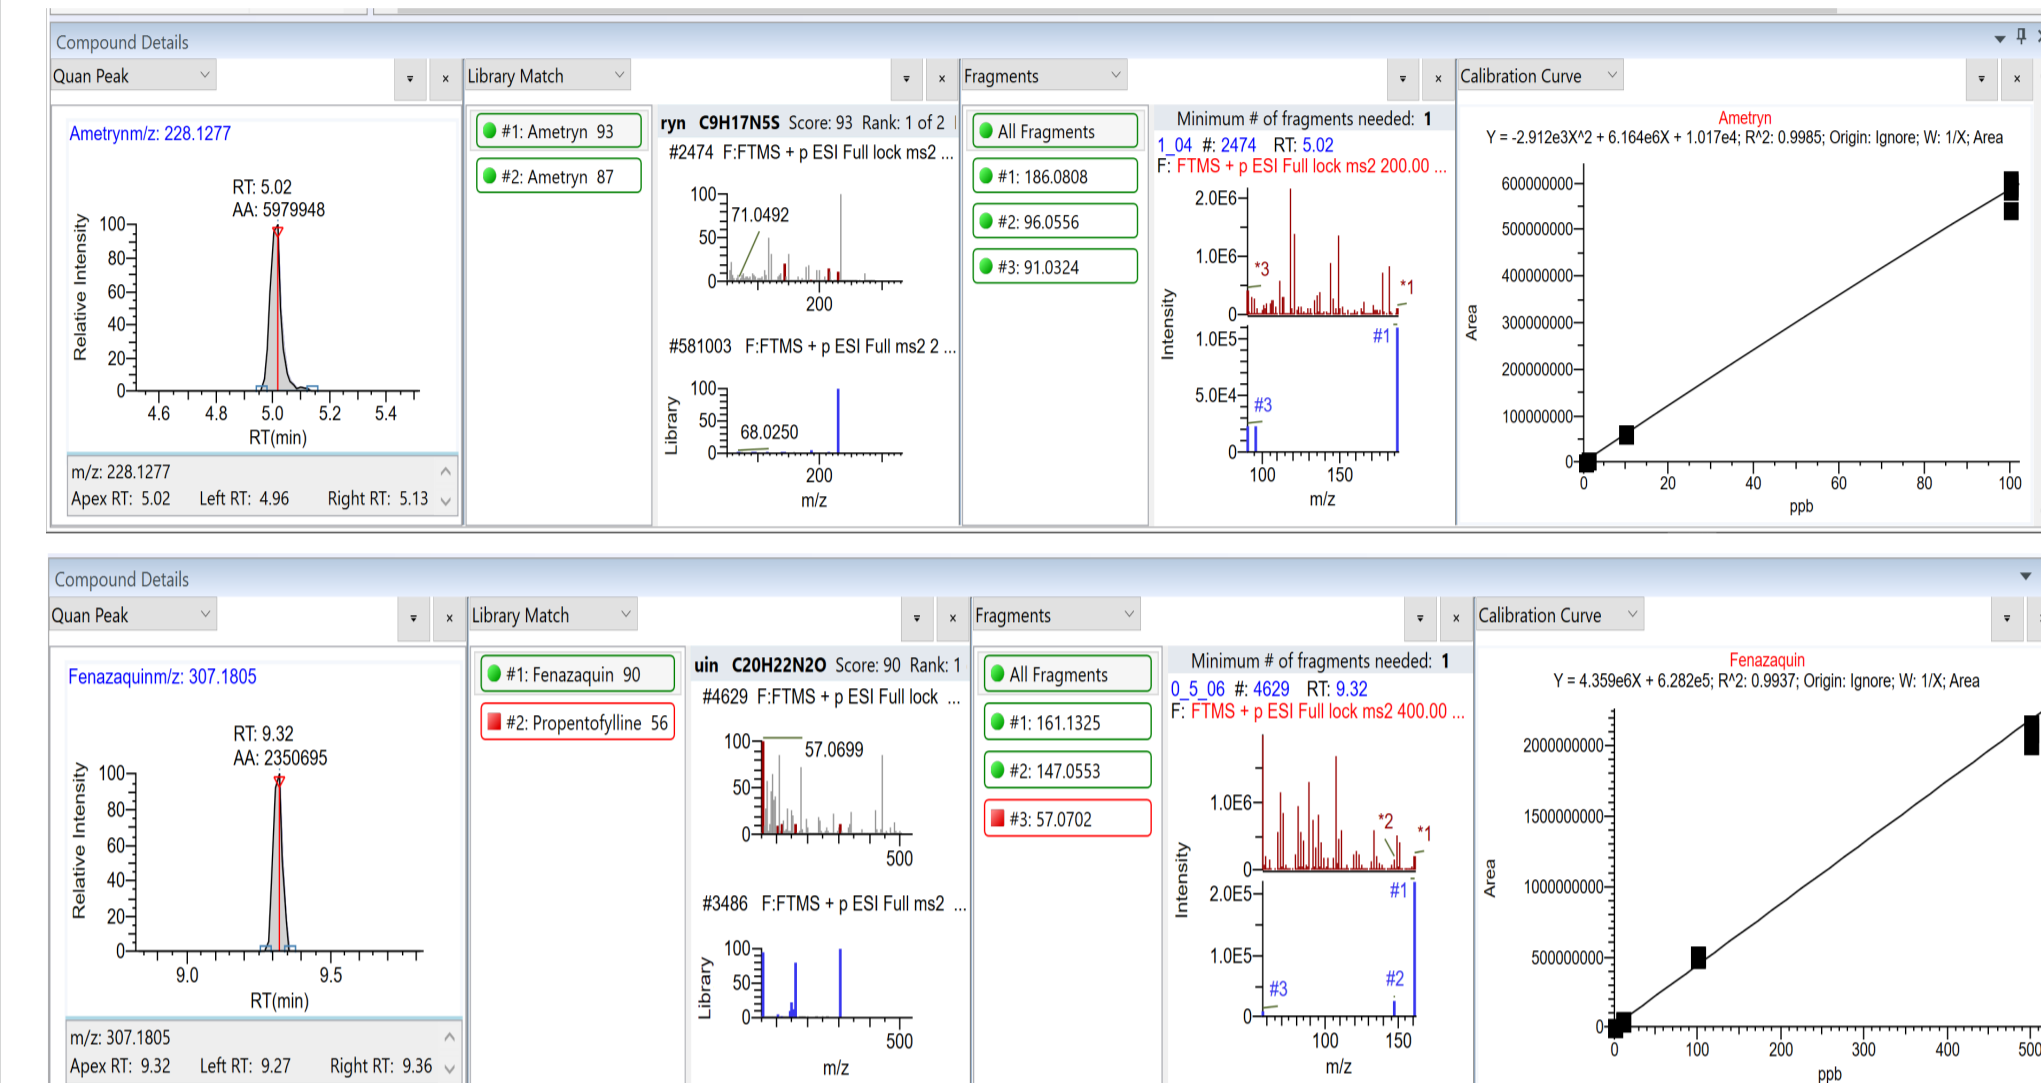 Compound Details
Quan Peak
Library Match
Fragments
Calibration Curve
Ametrynm/z: 228.1277
RT: 5.02
AA: 5979948
Relative Intensity
100
80
60
40
20
0
4.6 4.8 5.0 5.2 5.4
RT(min)
m/z: 228.1277
Apex RT: 5.02 Left RT: 4.96 Right RT: 5.13
#1: Ametryn 93
#2: Ametryn 87
ryn C9H17N5S Score: 93 Rank: 1 of 2
#2474 F:FTMS + p ESI Full lock ms2 ...
100
71.0492
50
0
200
#581003 F:FTMS + p ESI Full ms2 2 ...
Library
100
50
68.0250
0
200
m/z
All Fragments
#1: 186.0808
#2: 96.0556
#3: 91.0324
Minimum # of fragments needed: 1
1_04 #: 2474 RT: 5.02
F: FTMS + p ESI Full lock ms2 200.00 ...
Intensity
2.0E6
1.0E6
*3
*1
0
1.0E5
#1
5.0E4
#3
0
100 150
m/z
Ametryn
Y = -2.912e3X^2 + 6.164e6X + 1.017e4; R^2: 0.9985; Origin: Ignore; W: 1/X; Area
Area
600000000
500000000
400000000
300000000
200000000
100000000
0
0 20 40 60 80 100
ppb
Compound Details
Quan Peak
Library Match
Fragments
Calibration Curve
Fenazaquinm/z: 307.1805
RT: 9.32
AA: 2350695
Relative Intensity
100
80
60
40
20
0
9.0 9.5
RT(min)
m/z: 307.1805
Apex RT: 9.32 Left RT: 9.27 Right RT: 9.36
#1: Fenazaquin 90
#2: Propentofylline 56
uin C20H22N2O Score: 90 Rank: 1
#4629 F:FTMS + p ESI Full lock ...
100
57.0699
50
0
500
#3486 F:FTMS + p ESI Full ms2 ...
Library
100
50
0
500
m/z
All Fragments
#1: 161.1325
#2: 147.0553
#3: 57.0702
Minimum # of fragments needed: 1
0_5_06 #: 4629 RT: 9.32
F: FTMS + p ESI Full lock ms2 400.00 ...
Intensity
1.0E6
*2
*1
0
2.0E5
#1
1.0E5
#2
#3
0
100 150
m/z
Fenazaquin
Y = 4.359e6X + 6.282e5; R^2: 0.9937; Origin: Ignore; W: 1/X; Area
Area
2000000000
1500000000
1000000000
500000000
0
0 100 200 300 400 500
ppb